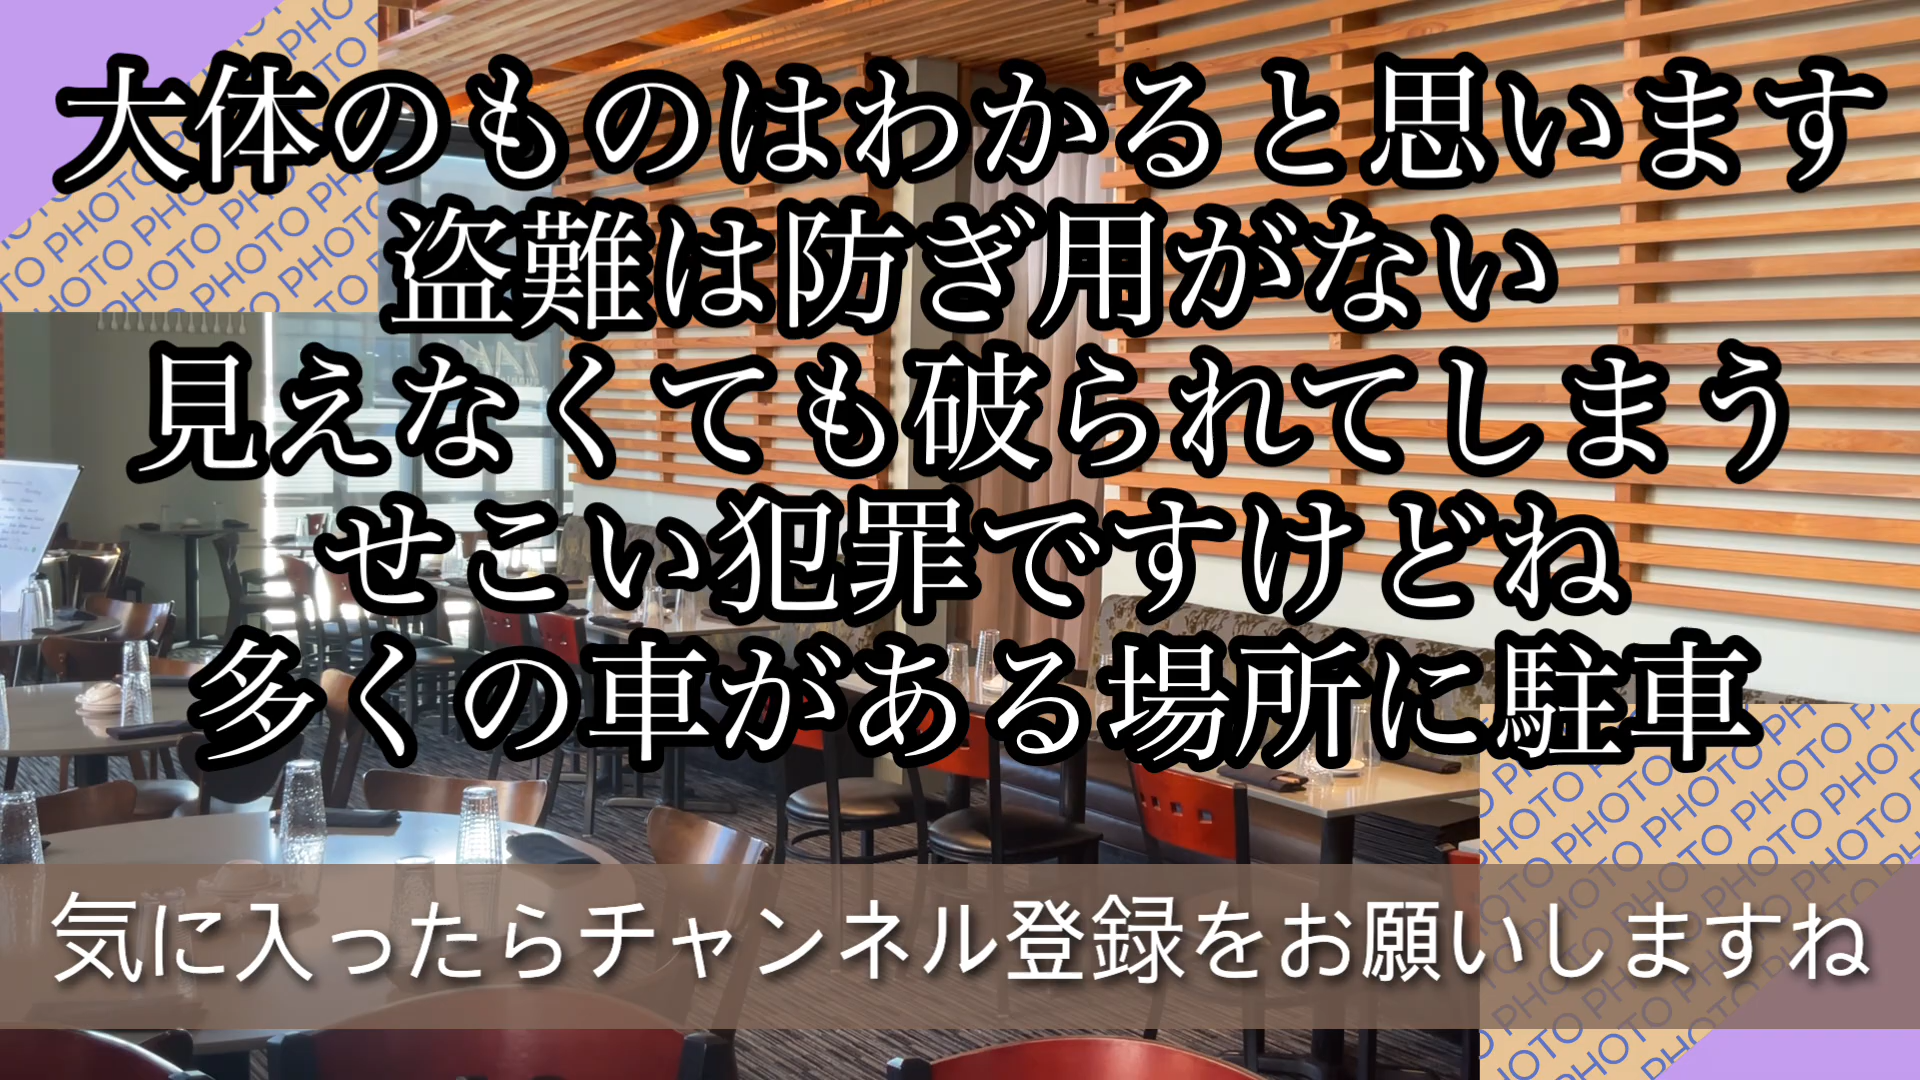 大体のものはわかると思います
盗難は防ぎ用がない
見えなくても破られてしまう
せこい犯罪ですけどね
多くの車がある場所に駐車
気に入ったらチャンネル登録をお願いしますね